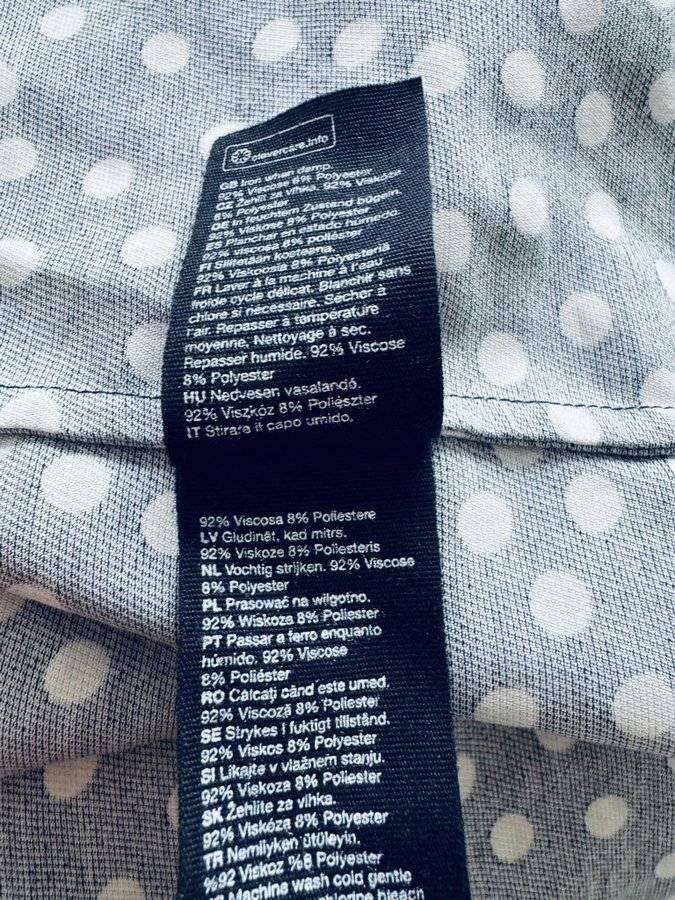 clevercare.info
GB Iron when damp.
92% Viscose 8% Polyester
CZ Žehlit za vlhka. 92% Viskóza
8% Polyester
DE In feuchtem Zustand bügeln.
92% Viskose 8% Polyester
ES Planchar en estado húmedo.
92% viscosa 8% poliéster
FI Silitetään kosteana.
92% Viskoosia 8% Polyesteriä
FR Laver à la machine à l'eau
froide cycle délicat. Blanchir sans
chlore si nécessaire. Sécher à
l'air. Repasser à température
moyenne. Nettoyage à sec.
Repasser humide. 92% Viscose
8% Polyester
HU Nedvesen vasalandó.
92% Viszkóz 8% Poliészter
IT Stirare il capo umido.
92% Viscosa 8% Poliestere
LV Gludināt, kad mitrs.
92% Viskoze 8% Poliesteris
NL Vochtig strijken. 92% Viscose
8% Polyester
PL Prasować na wilgotno.
92% Wiskoza 8% Poliester
PT Passar a ferro enquanto
húmido. 92% Viscose
8% Poliéster
RO Călcați când este umed.
92% Viscoză 8% Poliester
SE Strykes i fuktigt tillstånd.
92% Viskos 8% Polyester
SI Likajte v vlažnem stanju.
92% Viskoza 8% Poliester
SK Žehlite za vlhka.
92% Viskóza 8% Polyester
TR Nemliyken ütüleyin.
%92 Viskoz %8 Polyester
Machine wash cold gentle
chlorine bleach